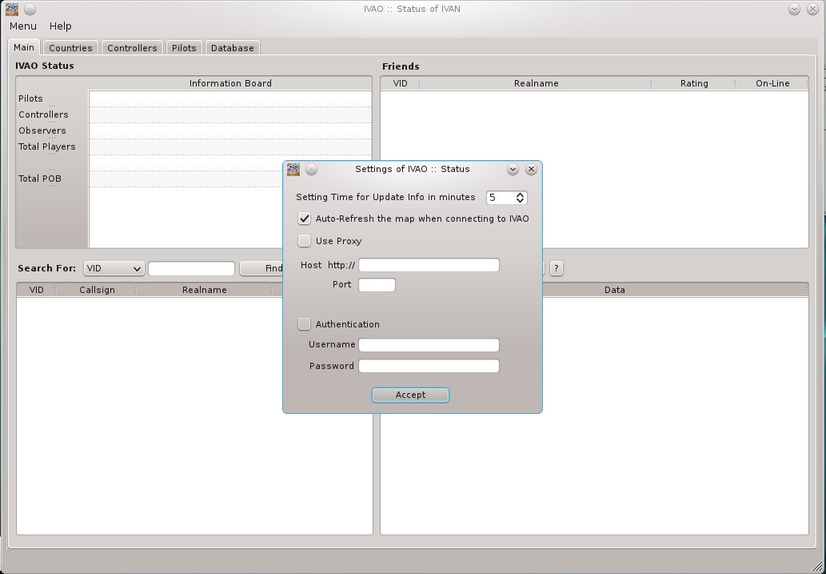 IVAO :: Status of IVAN
Menu Help
Main Countries Controllers Pilots Database
IVAO Status
Information Board
Pilots
Controllers
Observers
Total Players
Total POB
Friends
VID Realname Rating On-Line
Search For: VID Find ?
VID Callsign Realname
Data
Settings of IVAO :: Status
Setting Time for Update Info in minutes 5
Auto-Refresh the map when connecting to IVAO
Use Proxy
Host http://
Port
Authentication
Username
Password
Accept